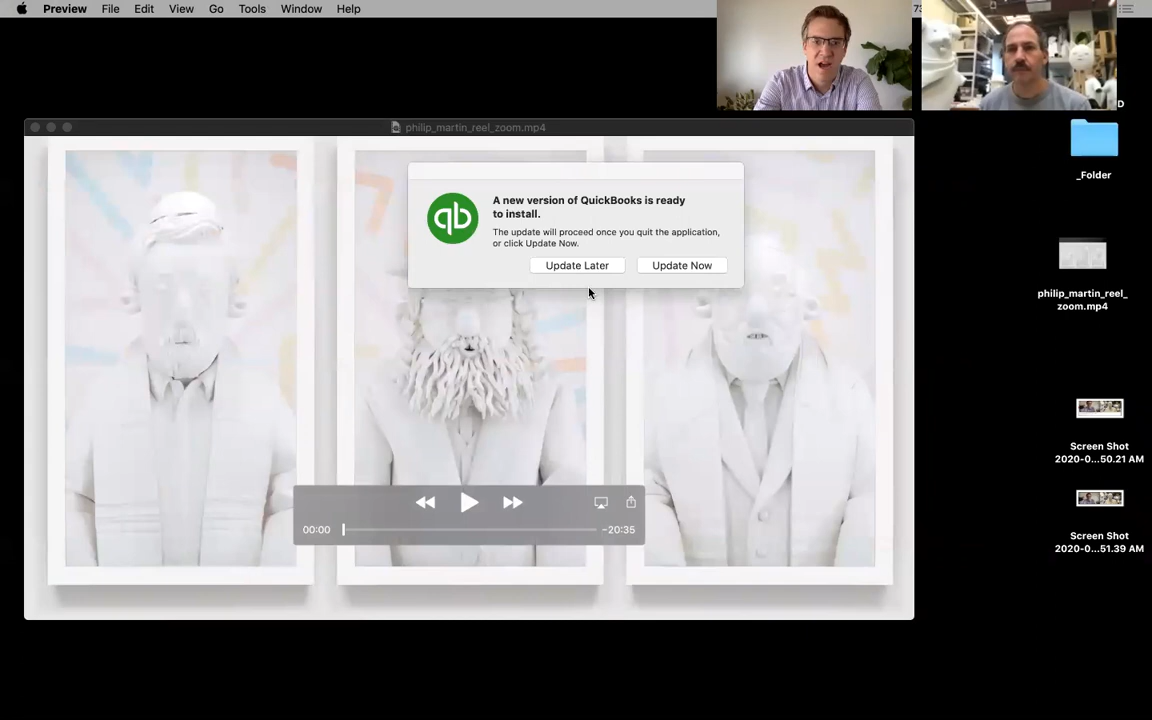 Preview File Edit View Go Tools Window Help
D
philip_martin_reel_zoom.mp4
_Folder
qb
A new version of QuickBooks is ready
to install.
The update will proceed once you quit the application,
or click Update Now.
Update Later Update Now
philip_martin_reel_
zoom.mp4
Screen Shot
2020-0...50.21 AM
00:00 -20:35
Screen Shot
2020-0...51.39 AM